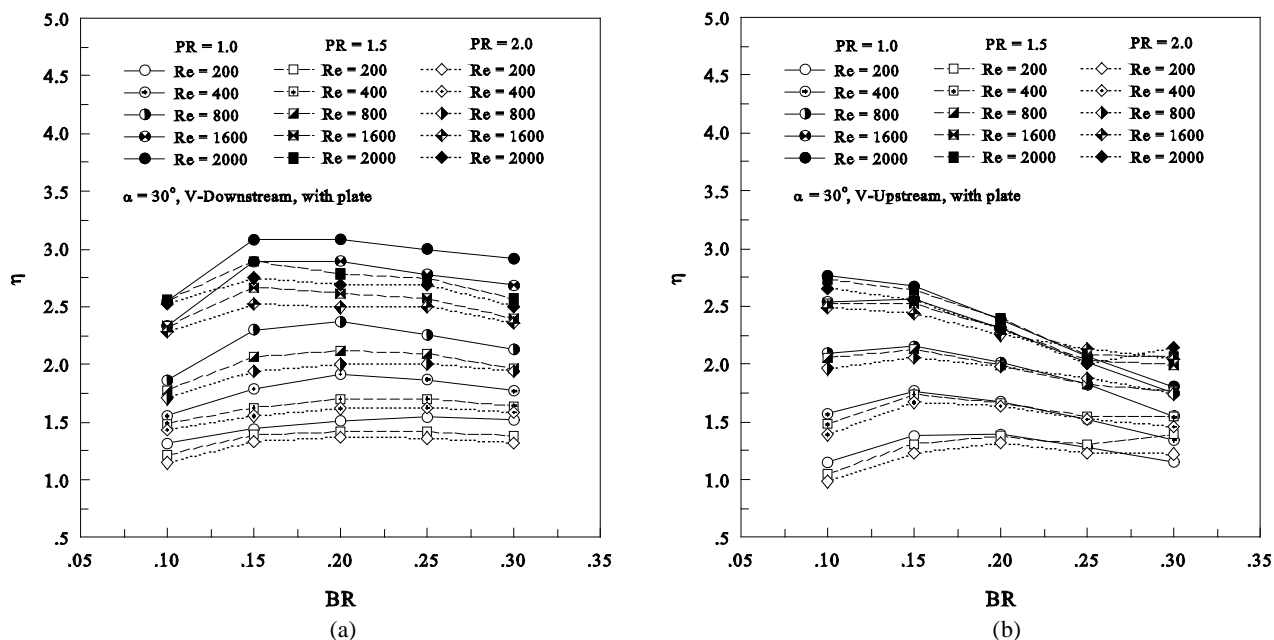 5.0
4.5
4.0
3.5
3.0
2.5
2.0
1.5
1.0
.5
η
PR = 1.0 PR = 1.5 PR = 2.0
Re = 200 Re = 200 Re = 200
Re = 400 Re = 400 Re = 400
Re = 800 Re = 800 Re = 800
Re = 1600 Re = 1600 Re = 1600
Re = 2000 Re = 2000 Re = 2000
α = 30°, V-Downstream, with plate
.05 .10 .15 .20 .25 .30 .35
BR
(a)
5.0
4.5
4.0
3.5
3.0
2.5
2.0
1.5
1.0
.5
η
PR = 1.0 PR = 1.5 PR = 2.0
Re = 200 Re = 200 Re = 200
Re = 400 Re = 400 Re = 400
Re = 800 Re = 800 Re = 800
Re = 1600 Re = 1600 Re = 1600
Re = 2000 Re = 2000 Re = 2000
α = 30°, V-Upstream, with plate
.05 .10 .15 .20 .25 .30 .35
BR
(b)